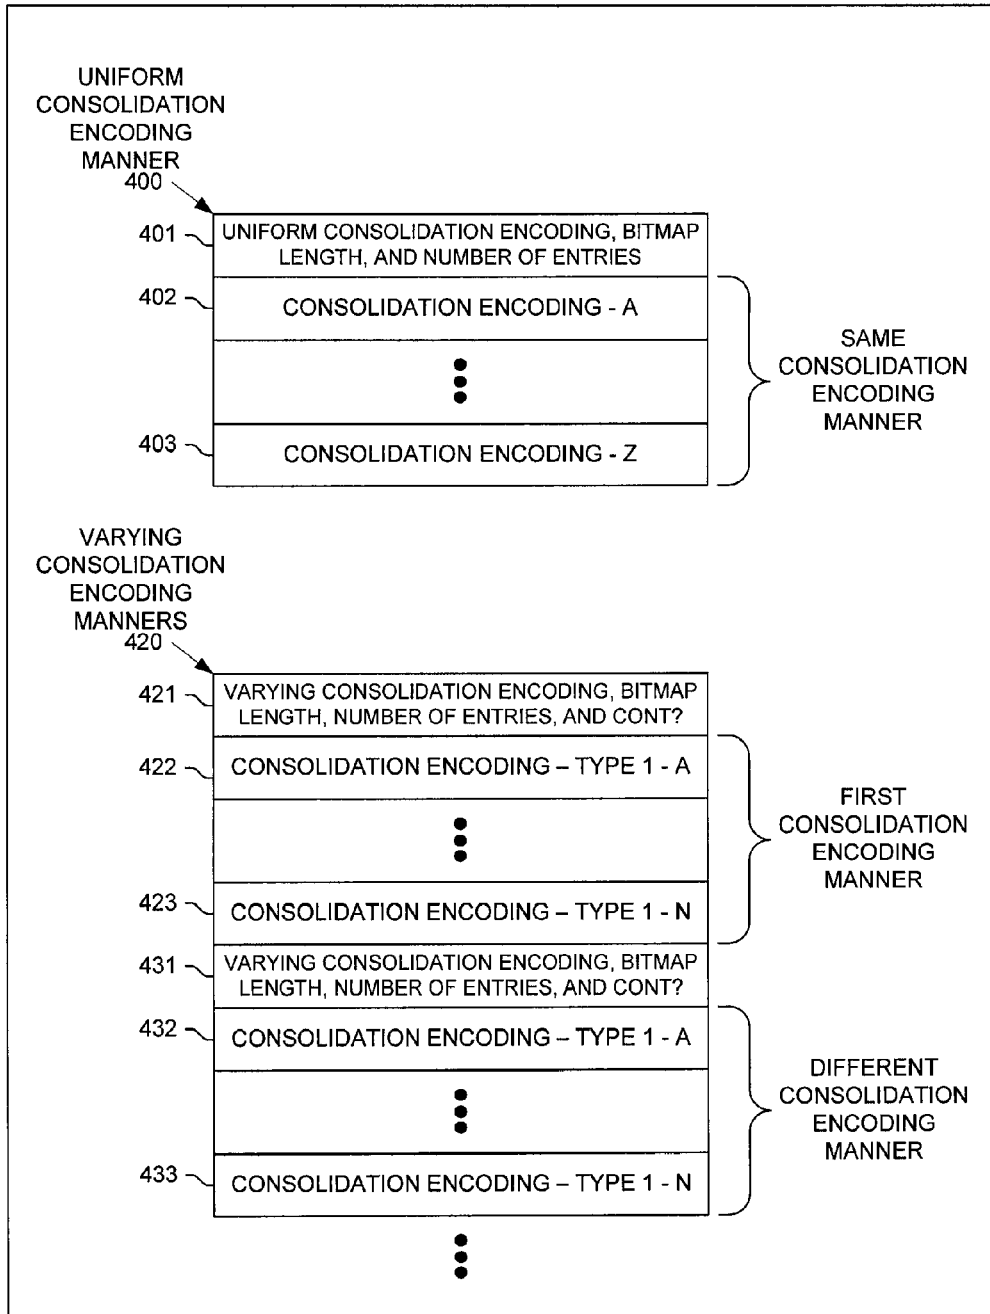 UNIFORM
CONSOLIDATION
ENCODING
MANNER
400
401
UNIFORM CONSOLIDATION ENCODING, BITMAP
LENGTH, AND NUMBER OF ENTRIES
402
CONSOLIDATION ENCODING - A
403
CONSOLIDATION ENCODING - Z
SAME
CONSOLIDATION
ENCODING
MANNER
VARYING
CONSOLIDATION
ENCODING
MANNERS
420
421
VARYING CONSOLIDATION ENCODING, BITMAP
LENGTH, NUMBER OF ENTRIES, AND CONT?
422
CONSOLIDATION ENCODING – TYPE 1 - A
423
CONSOLIDATION ENCODING – TYPE 1 - N
FIRST
CONSOLIDATION
ENCODING
MANNER
431
VARYING CONSOLIDATION ENCODING, BITMAP
LENGTH, NUMBER OF ENTRIES, AND CONT?
432
CONSOLIDATION ENCODING – TYPE 1 - A
433
CONSOLIDATION ENCODING – TYPE 1 - N
DIFFERENT
CONSOLIDATION
ENCODING
MANNER